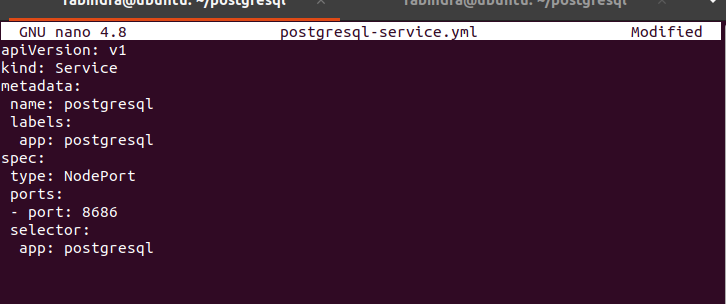 rabindra@ubuntu: ~/postgresql × rabindra@ubuntu: ~/postgresql ×
GNU nano 4.8 postgresql-service.yml Modified
apiVersion: v1
kind: Service
metadata:
 name: postgresql
 labels:
  app: postgresql
spec:
 type: NodePort
 ports:
 - port: 8686
 selector:
  app: postgresql